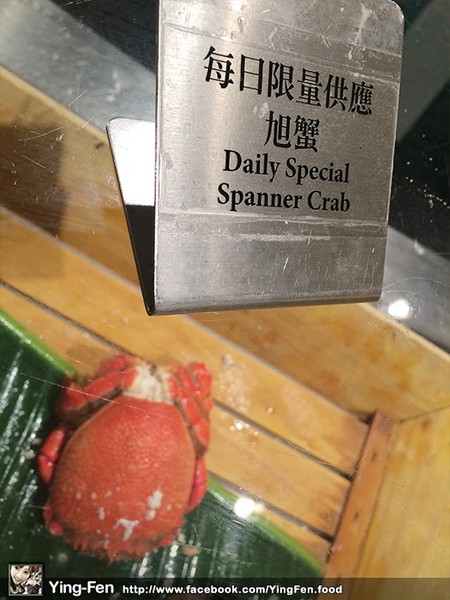 每日限量供應
旭蟹
Daily Special
Spanner Crab
Ying-Fen http://www.facebook.com/YingFen.food